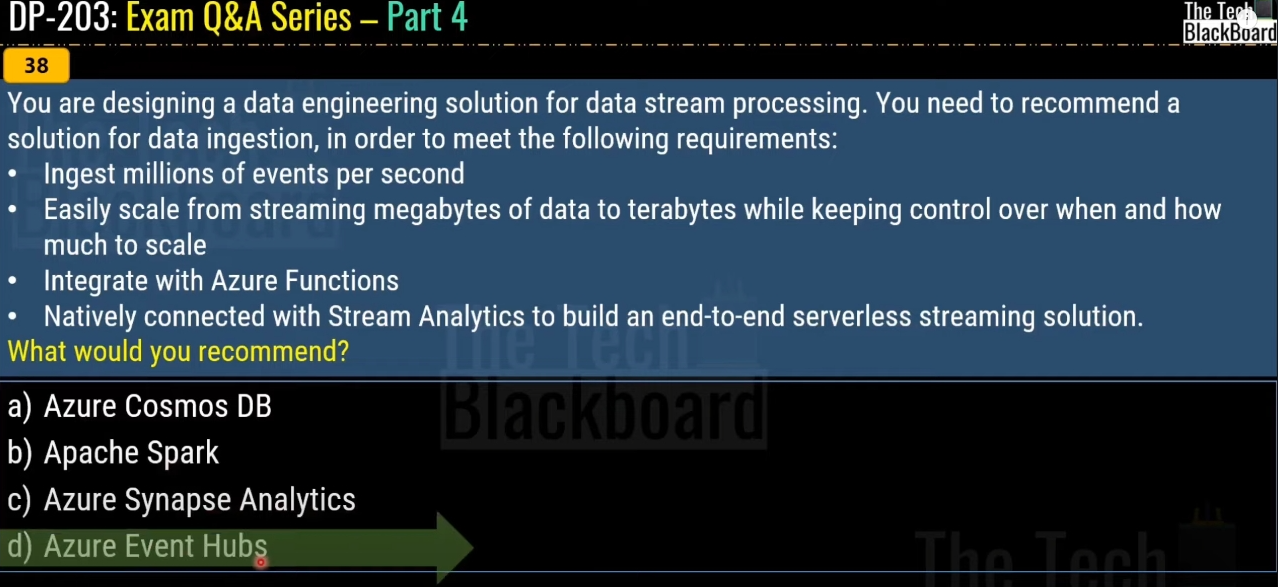 DP-203: Exam Q&A Series – Part 4
The Tech
BlackBoard
38
You are designing a data engineering solution for data stream processing. You need to recommend a
solution for data ingestion, in order to meet the following requirements:
• Ingest millions of events per second
• Easily scale from streaming megabytes of data to terabytes while keeping control over when and how
much to scale
• Integrate with Azure Functions
• Natively connected with Stream Analytics to build an end-to-end serverless streaming solution.
What would you recommend?
The Tech
Blackboard
a) Azure Cosmos DB
b) Apache Spark
c) Azure Synapse Analytics
d) Azure Event Hubs
The Tech